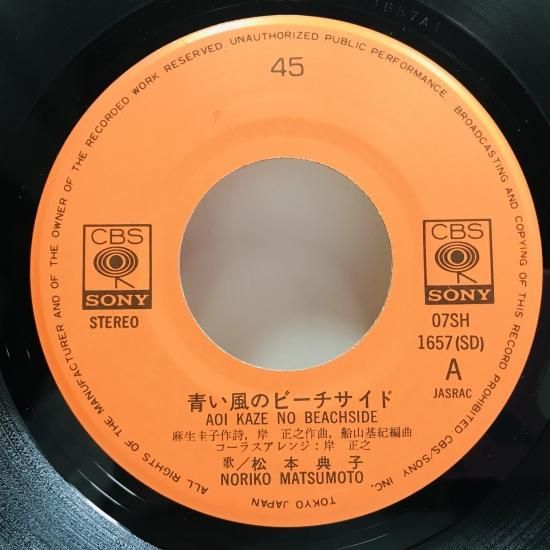 1657A1
ALL RIGHTS OF THE MANUFACTURER AND OF THE OWNER OF THE RECORDED WORK RESERVED UNAUTHORIZED PUBLIC PERFORMANCE BROADCASTING AND COPYING OF THIS RECORD PROHIBITED CBS/SONY INC. TOKYO JAPAN
45
CBS
SONY
STEREO
CBS
SONY
07SH
1657(SD)
A
JASRAC
青い風のビーチサイド
AOI KAZE NO BEACHSIDE
麻生圭子作詩，岸 正之作曲，船山基紀編曲
コーラスアレンジ：岸 正之
歌／松本典子
NORIKO MATSUMOTO